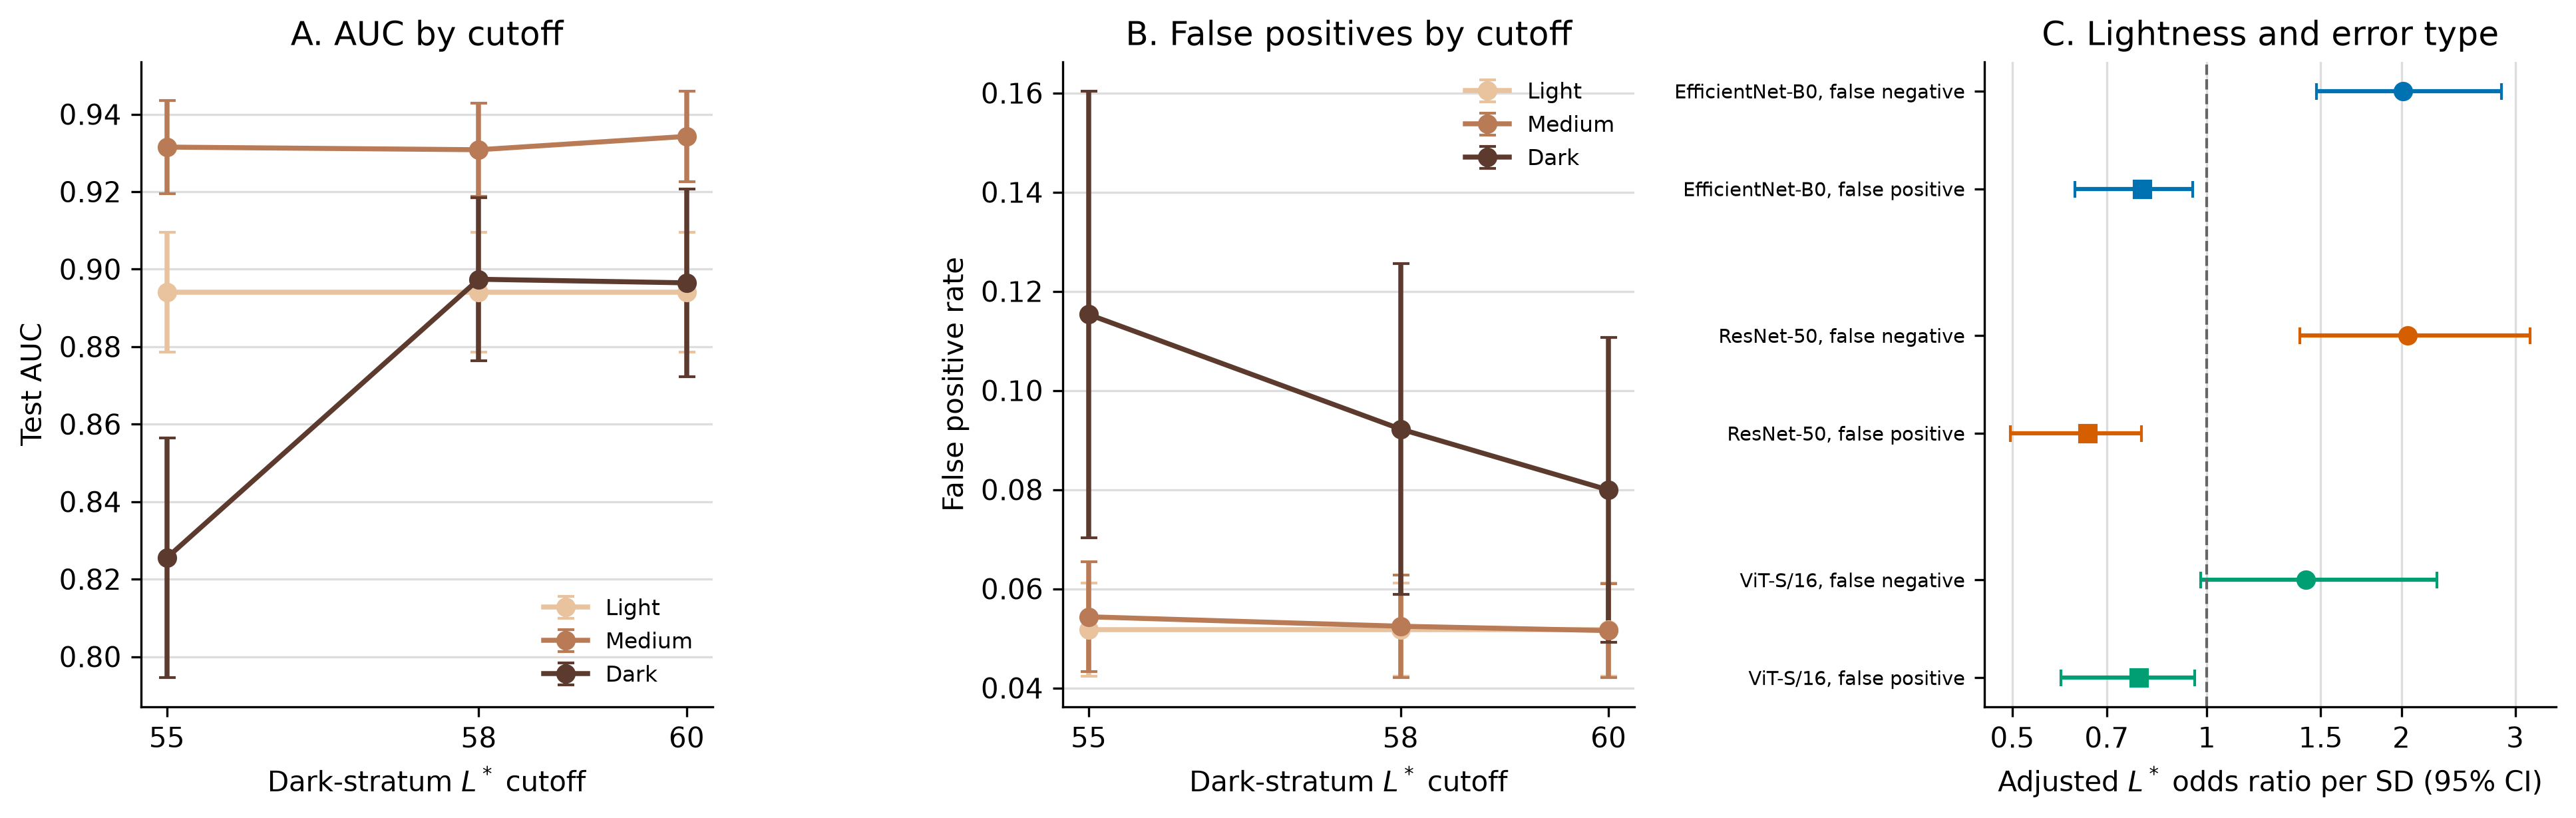 A. AUC by cutoff
Test AUC
0.94
0.92
0.90
0.88
0.86
0.84
0.82
0.80
Light
Medium
Dark
55
58
60
Dark-stratum L* cutoff
B. False positives by cutoff
False positive rate
0.16
0.14
0.12
0.10
0.08
0.06
0.04
Light
Medium
Dark
55
58
60
Dark-stratum L* cutoff
C. Lightness and error type
EfficientNet-B0, false negative
EfficientNet-B0, false positive
ResNet-50, false negative
ResNet-50, false positive
ViT-S/16, false negative
ViT-S/16, false positive
0.5
0.7
1
1.5
2
3
Adjusted L* odds ratio per SD (95% CI)